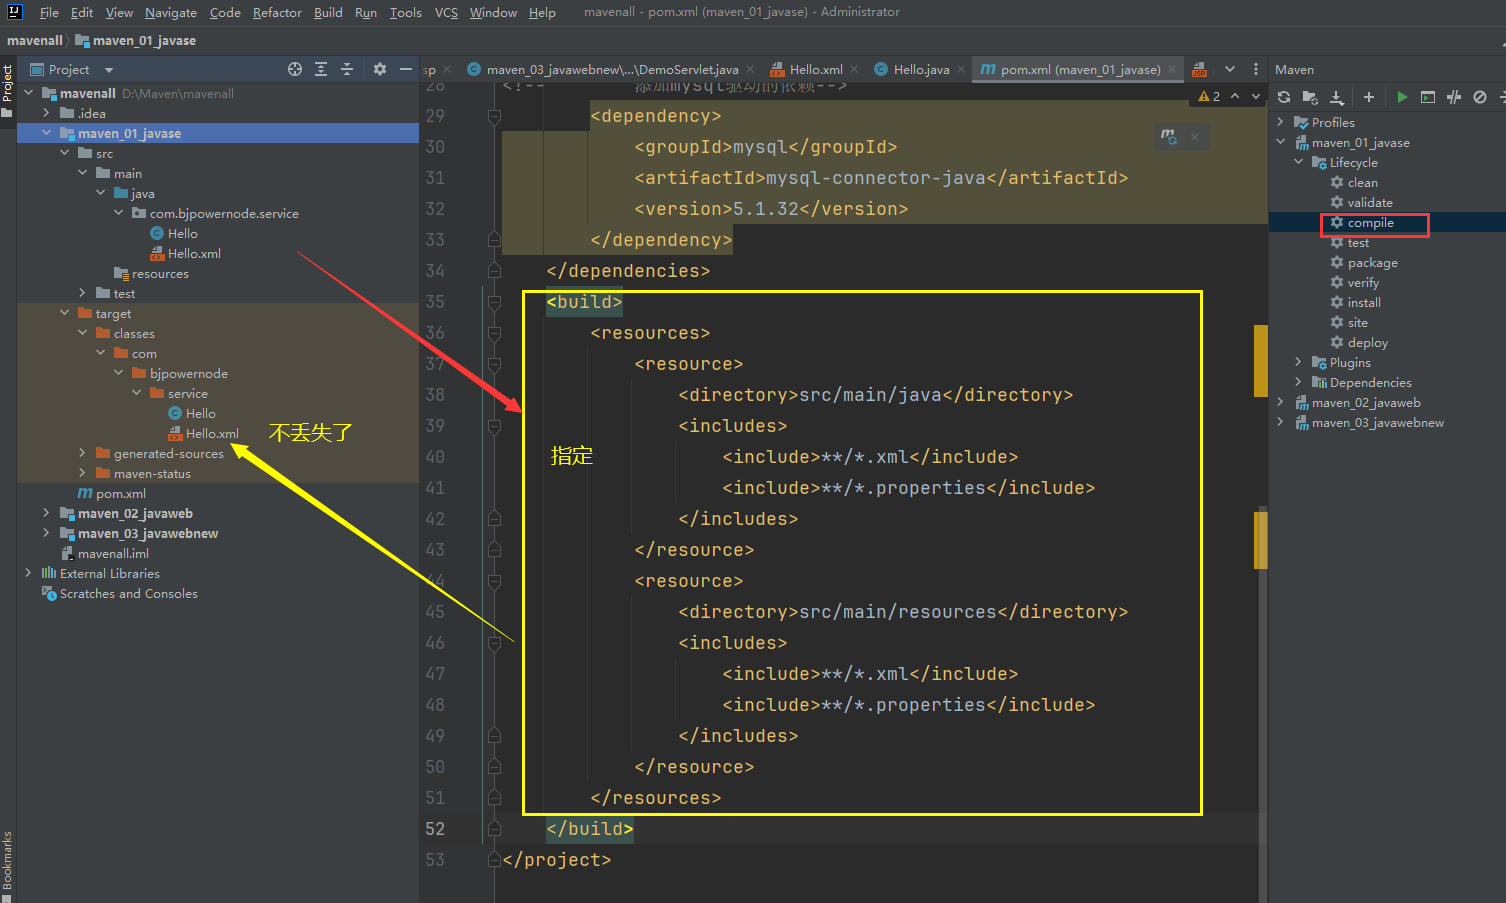 File Edit View Navigate Code Refactor Build Run Tools VCS Window Help mavenall - pom.xml (maven_01_javase) - Administrator
mavenall maven_01_javase
Project
Project
mavenall D:\Maven\mavenall
.idea
maven_01_javase
src
main
java
com.bjpowernode.service
Hello
Hello.xml
resources
test
target
classes
com
bjpowernode
service
Hello
Hello.xml
不丢失了
generated-sources
maven-status
pom.xml
maven_02_javaweb
maven_03_javawebnew
mavenall.iml
External Libraries
Scratches and Consoles
Bookmarks
sp maven_03_javawebnew\...\DemoServlet.java Hello.xml Hello.java pom.xml (maven_01_javase)
2
28 <!-- 添加mysql驱动的依赖-->
29 <dependency>
30 <groupId>mysql</groupId>
31 <artifactId>mysql-connector-java</artifactId>
32 <version>5.1.32</version>
33 </dependency>
34 </dependencies>
35 <build>
36 <resources>
37 <resource>
38 <directory>src/main/java</directory>
39 <includes>
指定
40 <include>**/*.xml</include>
41 <include>**/*.properties</include>
42 </includes>
43 </resource>
44 <resource>
45 <directory>src/main/resources</directory>
46 <includes>
47 <include>**/*.xml</include>
48 <include>**/*.properties</include>
49 </includes>
50 </resource>
51 </resources>
52 </build>
53 </project>
Maven
Profiles
maven_01_javase
Lifecycle
clean
validate
compile
test
package
verify
install
site
deploy
Plugins
Dependencies
maven_02_javaweb
maven_03_javawebnew